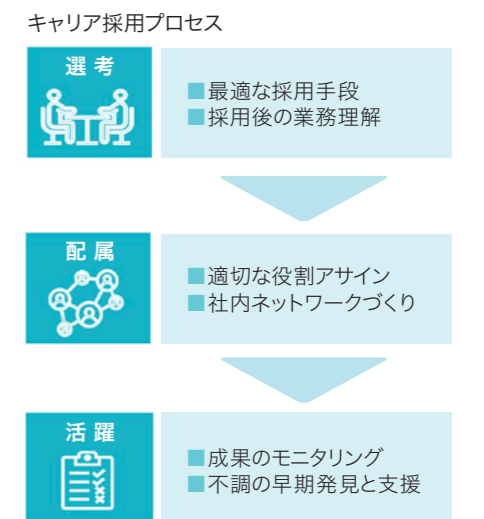 キャリア採用プロセス
選考
■最適な採用手段
■採用後の業務理解
配属
■適切な役割アサイン
■社内ネットワークづくり
活躍
■成果のモニタリング
■不調の早期発見と支援